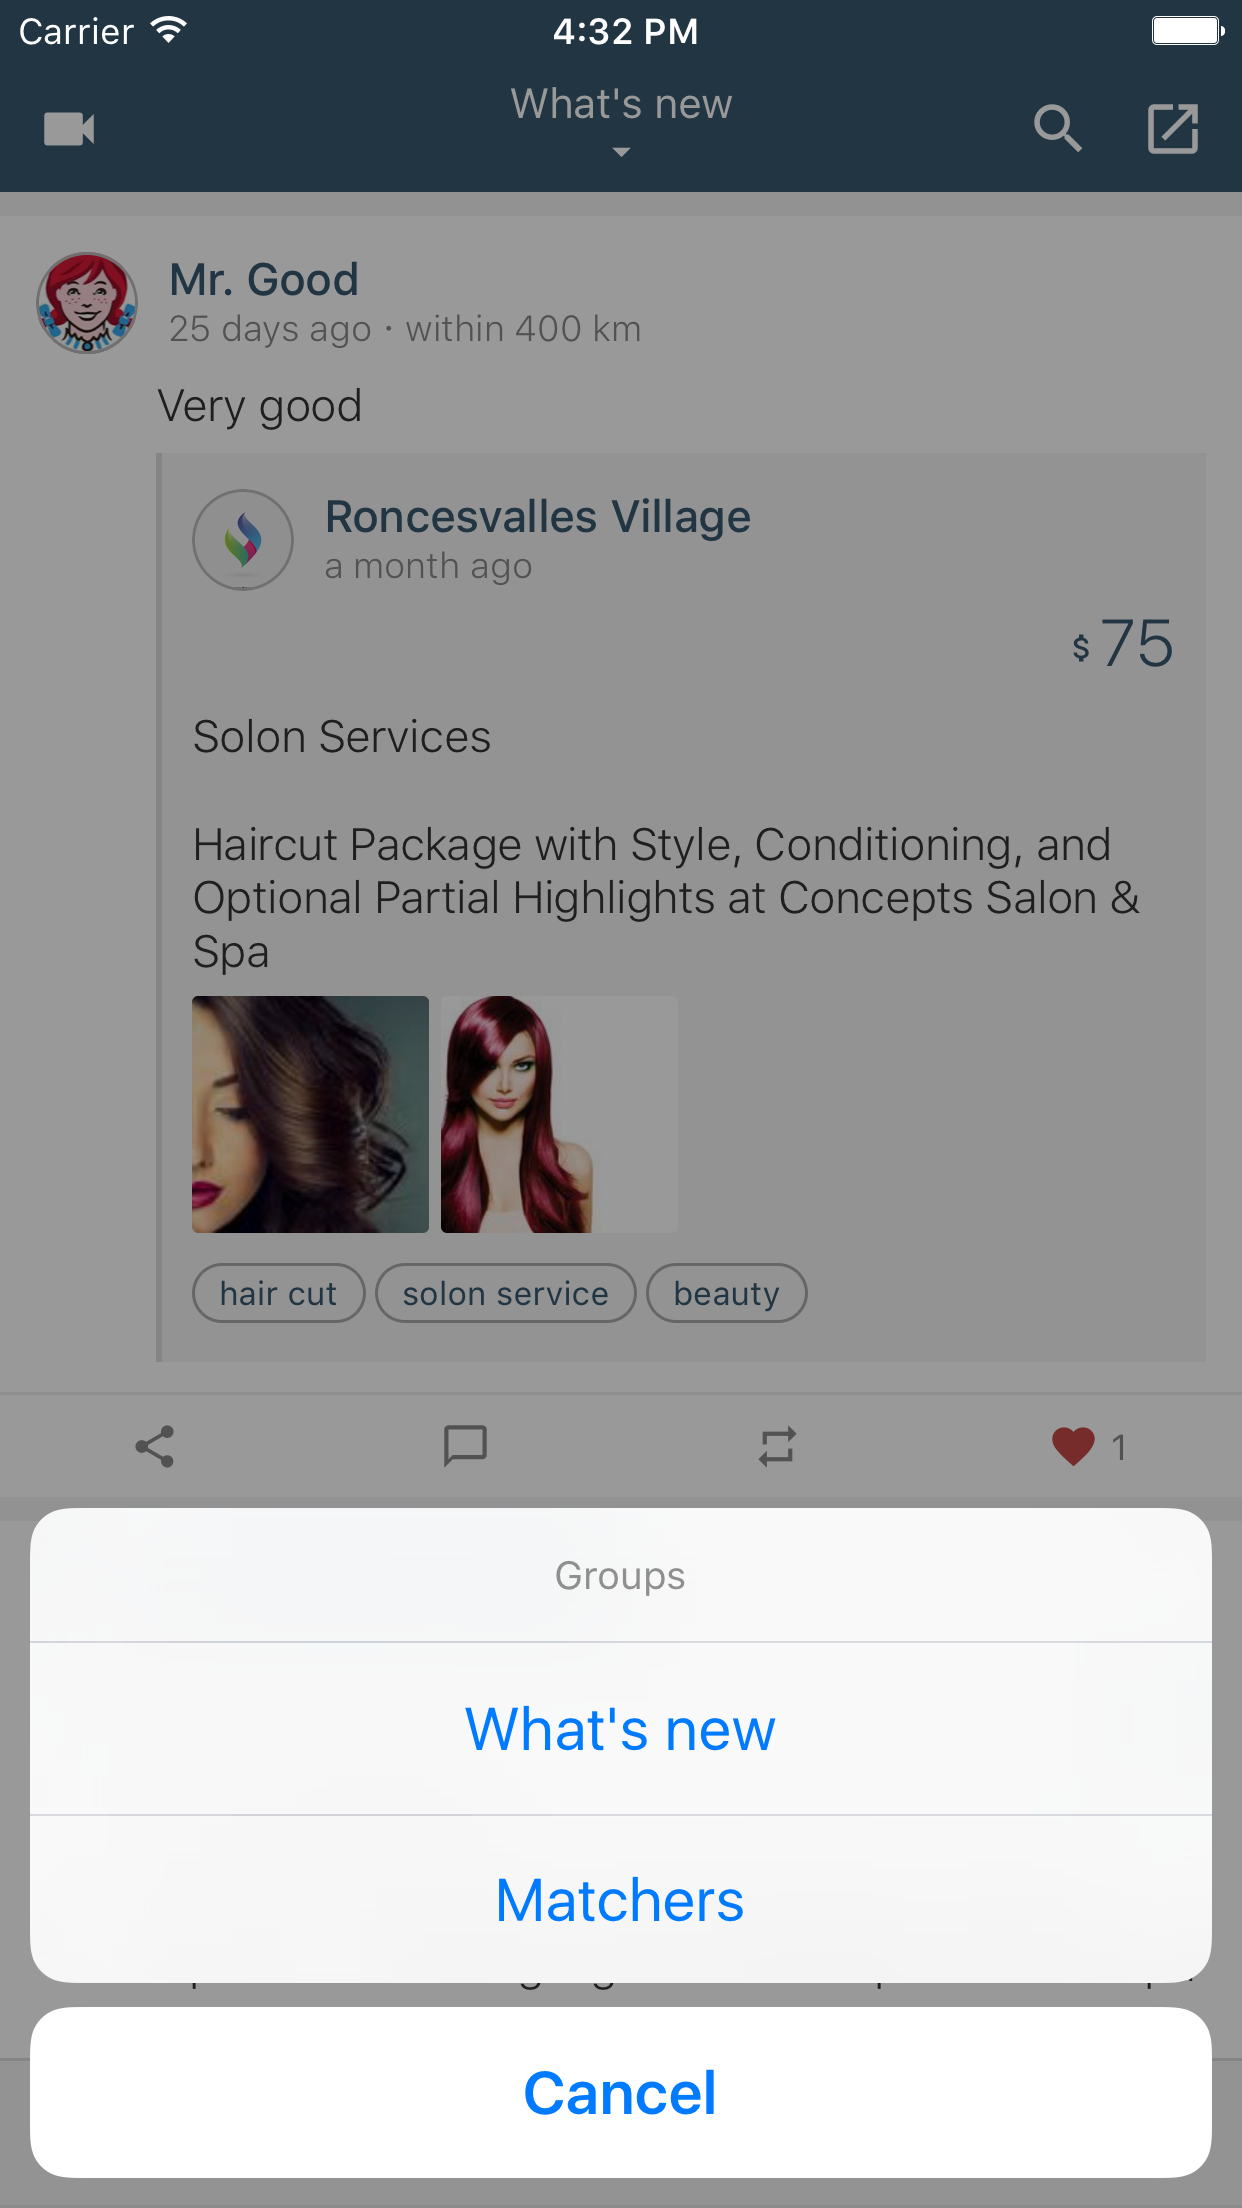 Carrier
4:32 PM
What's new
Mr. Good
25 days ago · within 400 km
Very good
Roncesvalles Village
a month ago
$ 75
Solon Services
Haircut Package with Style, Conditioning, and
Optional Partial Highlights at Concepts Salon &
Spa
hair cut
solon service
beauty
1
Groups
What's new
Matchers
Cancel